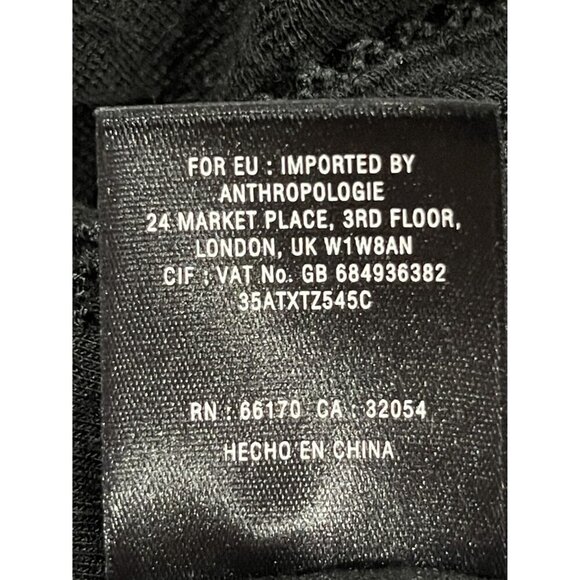 FOR EU : IMPORTED BY
ANTHROPOLOGIE
24 MARKET PLACE, 3RD FLOOR,
LONDON, UK W1W8AN
CIF : VAT No. GB 684936382
35ATXTZ545C
RN : 66170 CA : 32054
HECHO EN CHINA